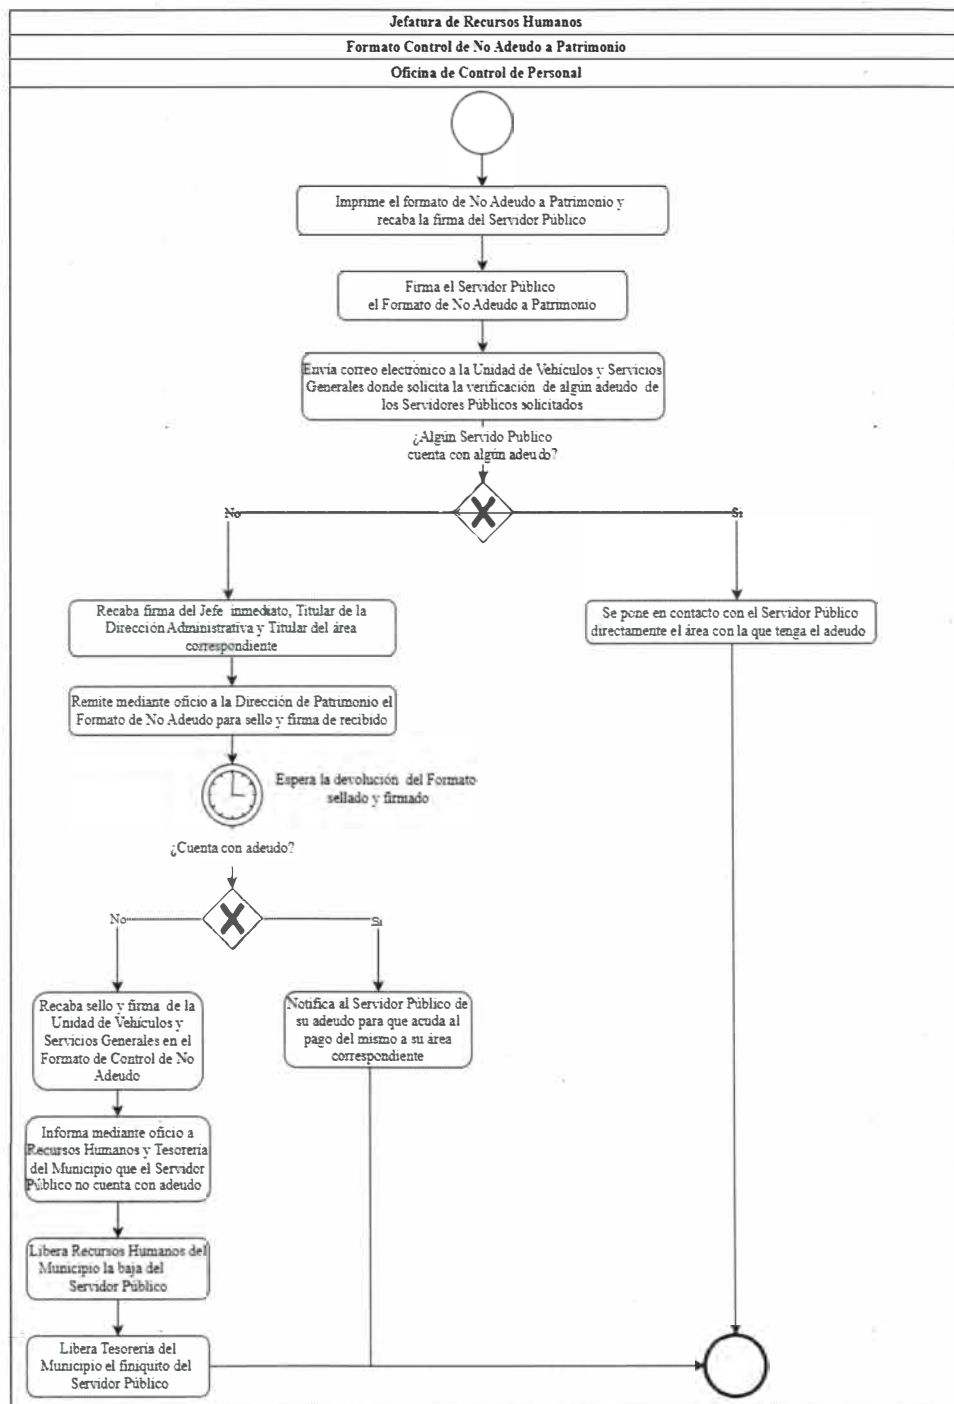 Jefatura de Recursos Humanos
Formato Control de No Adeudo a Patrimonio
Oficina de Control de Personal
Imprime el formato de No Adeudo a Patrimonio y
recaba la firma del Servidor Público
Firma el Servidor Público
el Formato de No Adeudo a Patrimonio
Envía correo electrónico a la Unidad de Vehículos y Servicios
Generales donde solicita la verificación de algún adeudo de
los Servidores Públicos solicitados
¿Algún Servido Publico
cuenta con algún adeudo?
No
Si
Recaba firma del Jefe inmediato, Titular de la
Dirección Administrativa y Titular del área
correspondiente
Se pone en contacto con el Servidor Público
directamente el área con la que tenga el adeudo
Remite mediante oficio a la Dirección de Patrimonio el
Formato de No Adeudo para sello y firma de recibido
Espera la devolución del Formato
sellado y firmado
¿Cuenta con adeudo?
No
Si
Recaba sello y firma de la
Unidad de Vehículos y
Servicios Generales en el
Formato de Control de No
Adeudo
Notifica al Servidor Público de
su adeudo para que acuda al
pago del mismo a su área
correspondiente
Informa mediante oficio a
Recursos Humanos y Tesorería
del Municipio que el Servidor
Público no cuenta con adeudo
Libera Recursos Humanos del
Municipio la baja del
Servidor Público
Libera Tesorería del
Municipio el finiquito del
Servidor Público